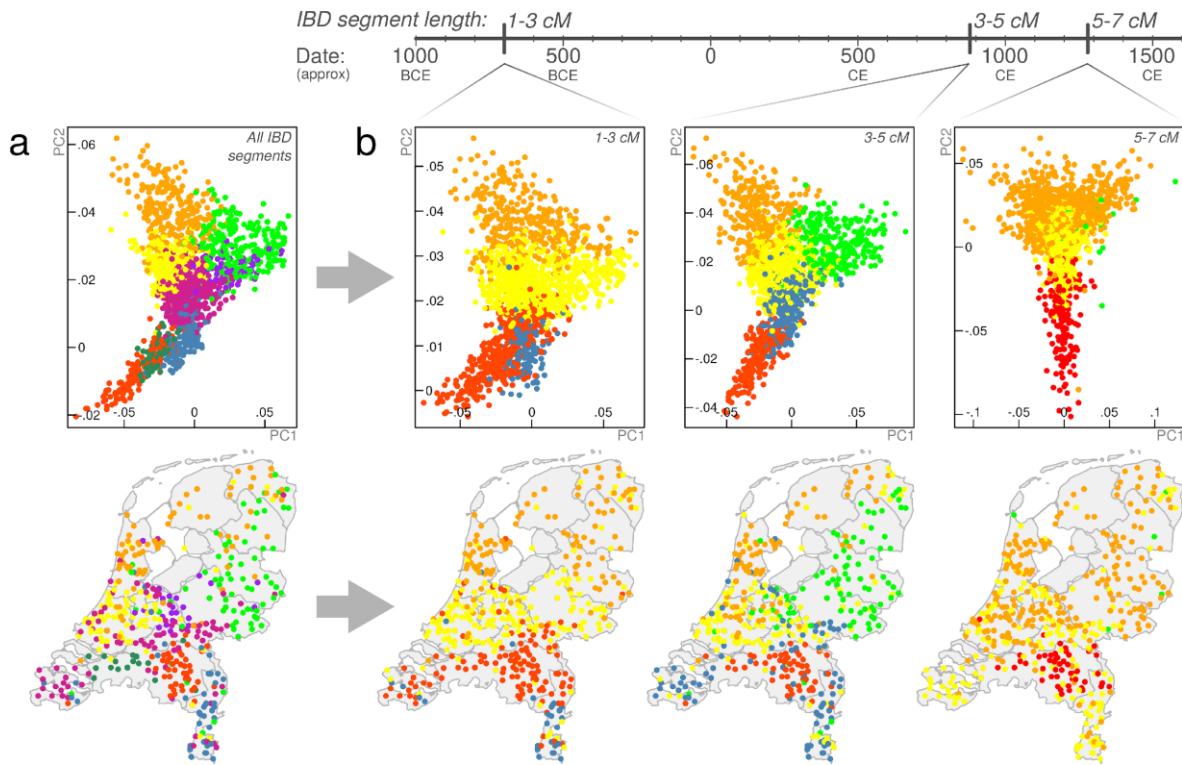 IBD segment length: 1-3 cM 3-5 cM 5-7 cM
Date: 1000 500 0 500 1000 1500
(approx) BCE BCE CE CE CE
a
PC2
All IBD
segments
.06
.04
.02
0
-.02
-.05 0 .05
PC1
b
PC2
1-3 cM
.05
.04
.03
.02
.01
0
-.05 0 .05
PC1
PC2
3-5 cM
.06
.04
.02
0
-.02
-.04
-.05 0 .05
PC1
PC2
5-7 cM
.05
0
-.05
-.1
-.1 -.05 0 .05 .1
PC1